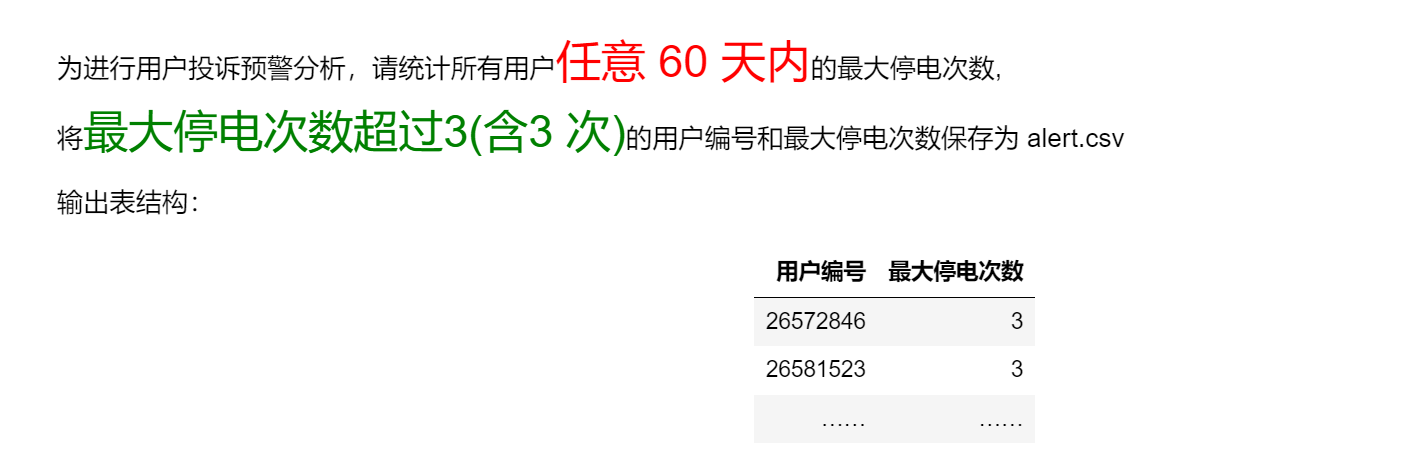 为进行用户投诉预警分析，请统计所有用户任意 60 天内的最大停电次数,
将最大停电次数超过3(含3 次)的用户编号和最大停电次数保存为 alert.csv
输出表结构：
用户编号 最大停电次数
26572846 3
26581523 3
…… ……